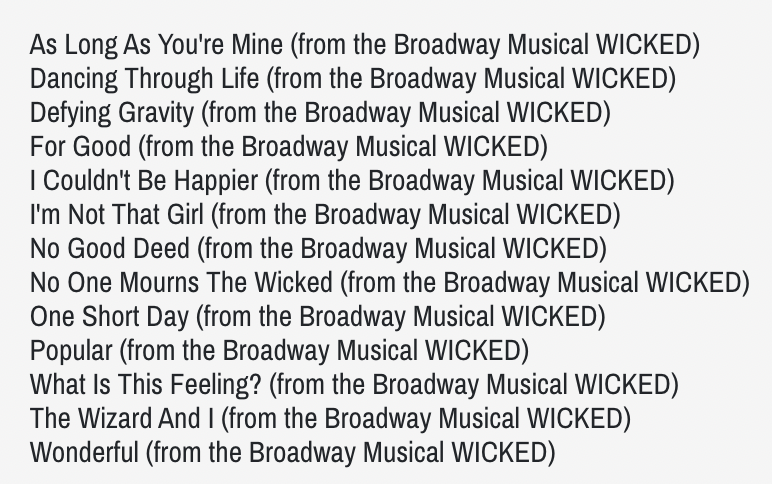 As Long As You're Mine (from the Broadway Musical WICKED)
Dancing Through Life (from the Broadway Musical WICKED)
Defying Gravity (from the Broadway Musical WICKED)
For Good (from the Broadway Musical WICKED)
I Couldn't Be Happier (from the Broadway Musical WICKED)
I'm Not That Girl (from the Broadway Musical WICKED)
No Good Deed (from the Broadway Musical WICKED)
No One Mourns The Wicked (from the Broadway Musical WICKED)
One Short Day (from the Broadway Musical WICKED)
Popular (from the Broadway Musical WICKED)
What Is This Feeling? (from the Broadway Musical WICKED)
The Wizard And I (from the Broadway Musical WICKED)
Wonderful (from the Broadway Musical WICKED)